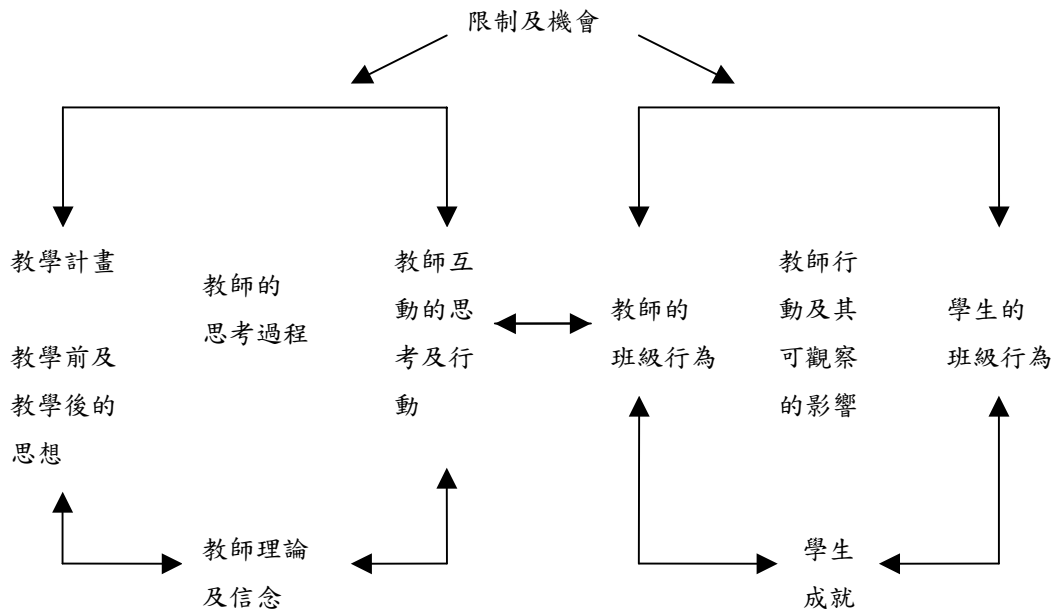 限制及機會
教學計畫
教學前及
教學後的
思想
教師的
思考過程
教師互
動的思
考及行
動
教師理論
及信念
教師的
班級行為
教師行
動及其
可觀察
的影響
學生的
班級行為
學生
成就